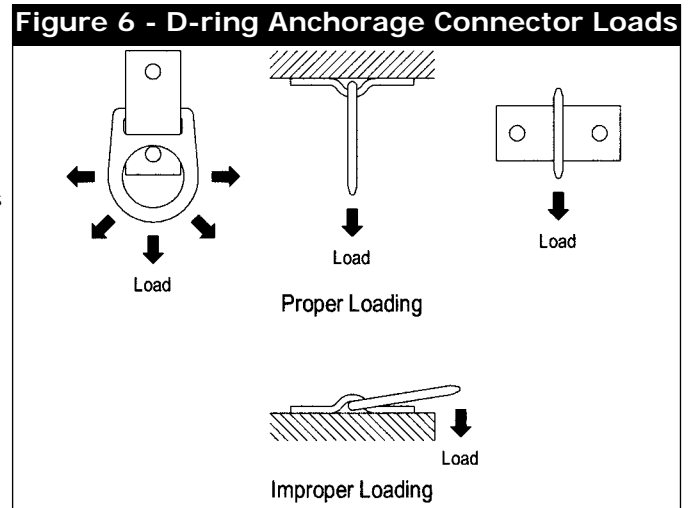 Figure 6 - D-ring Anchorage Connector Loads
s
Load
Load
Load
Proper Loading
Load
Improper Loading